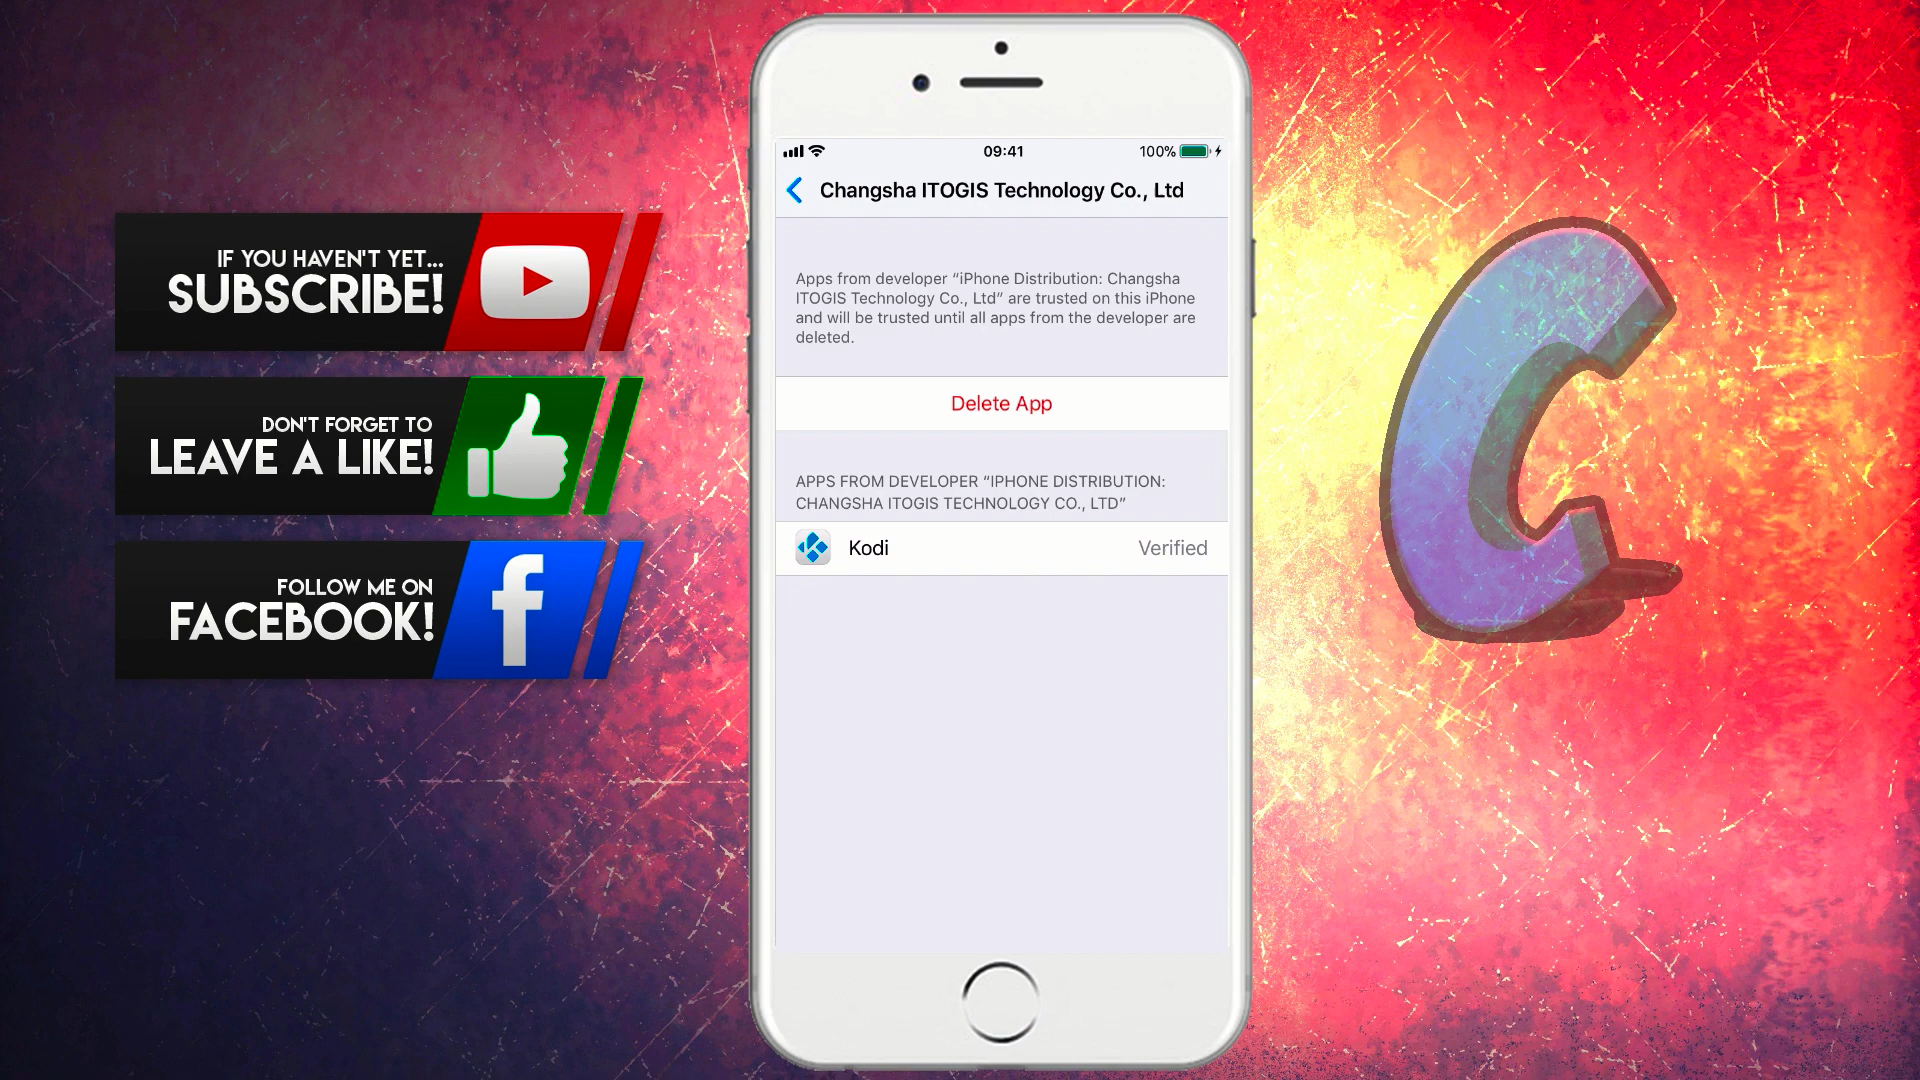 IF YOU HAVEN'T YET...
SUBSCRIBE!
DON'T FORGET TO
LEAVE A LIKE!
FOLLOW ME ON
FACEBOOK!
f
09:41
100%
Changsha ITOGIS Technology Co., Ltd
Apps from developer “iPhone Distribution: Changsha
ITOGIS Technology Co., Ltd” are trusted on this iPhone
and will be trusted until all apps from the developer are
deleted.
Delete App
APPS FROM DEVELOPER “IPHONE DISTRIBUTION:
CHANGSHA ITOGIS TECHNOLOGY CO., LTD”
Kodi Verified
C